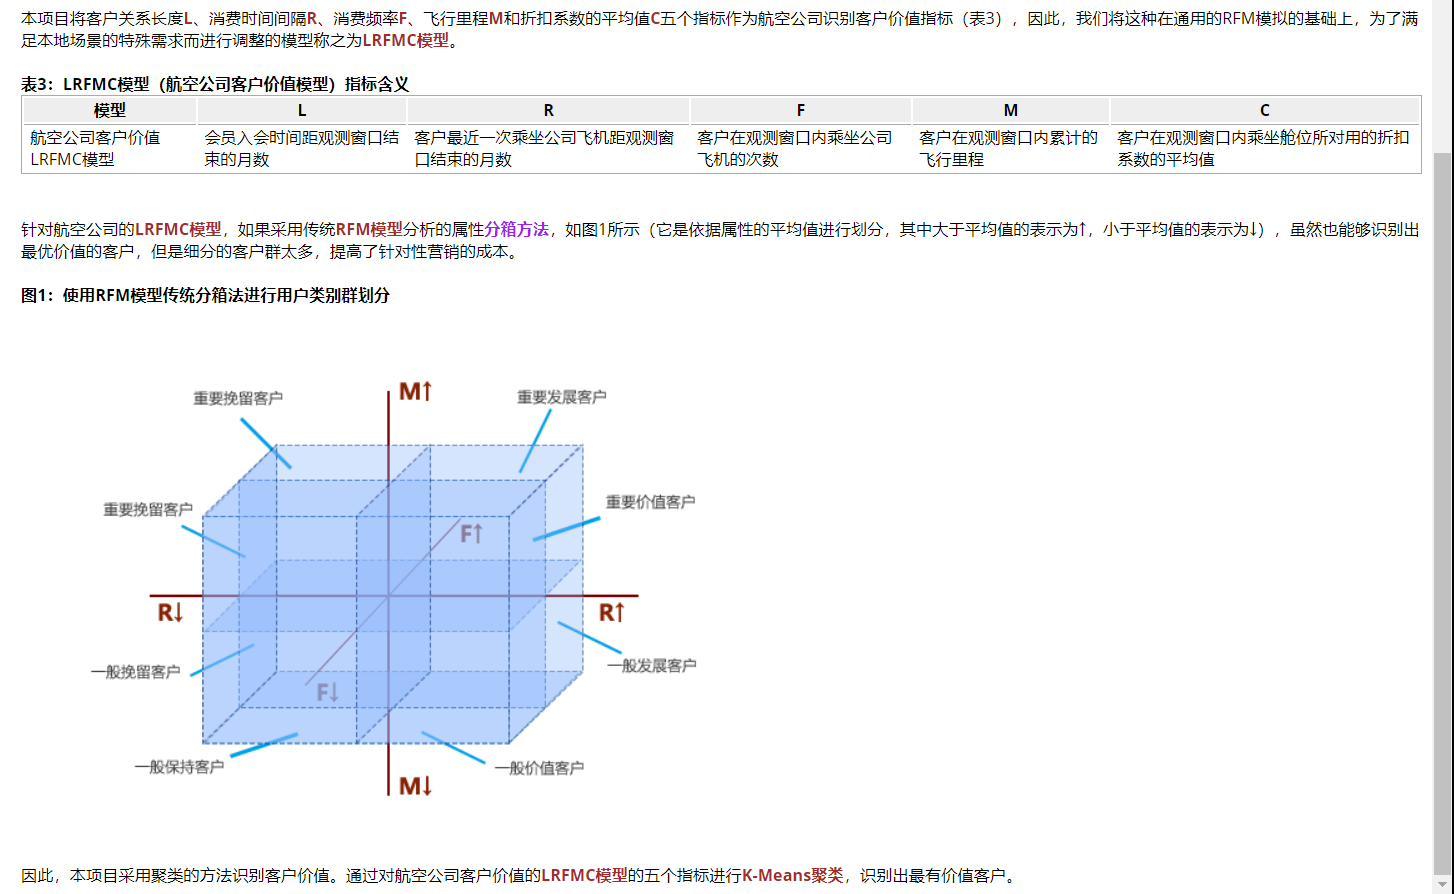 本项目将客户关系长度L、消费时间间隔R、消费频率F、飞行里程M和折扣系数的平均值C五个指标作为航空公司识别客户价值指标（表3），因此，我们将这种在通用的RFM模拟的基础上，为了满
足本地场景的特殊需求而进行调整的模型称之为LRFMC模型。
表3：LRFMC模型（航空公司客户价值模型）指标含义
模型 L R F M C
航空公司客户价值 会员入会时间距观测窗口结 客户最近一次乘坐公司飞机距观测窗 客户在观测窗口内乘坐公司 客户在观测窗口内累计的 客户在观测窗口内乘坐舱位所对用的折扣
LRFMC模型 束的月数 口结束的月数 飞机的次数 飞行里程 系数的平均值
针对航空公司的LRFMC模型，如果采用传统RFM模型分析的属性分箱方法，如图1所示（它是依据属性的平均值进行划分，其中大于平均值的表示为↑，小于平均值的表示为↓），虽然也能够识别出
最优价值的客户，但是细分的客户群太多，提高了针对性营销的成本。
图1：使用RFM模型传统分箱法进行用户类别群划分
M↑
重要挽留客户
重要发展客户
重要挽留客户
重要价值客户
F↑
R↓
R↑
一般挽留客户
一般发展客户
F↓
一般保持客户
一般价值客户
M↓
因此，本项目采用聚类的方法识别客户价值。通过对航空公司客户价值的LRFMC模型的五个指标进行K-Means聚类，识别出最有价值客户。